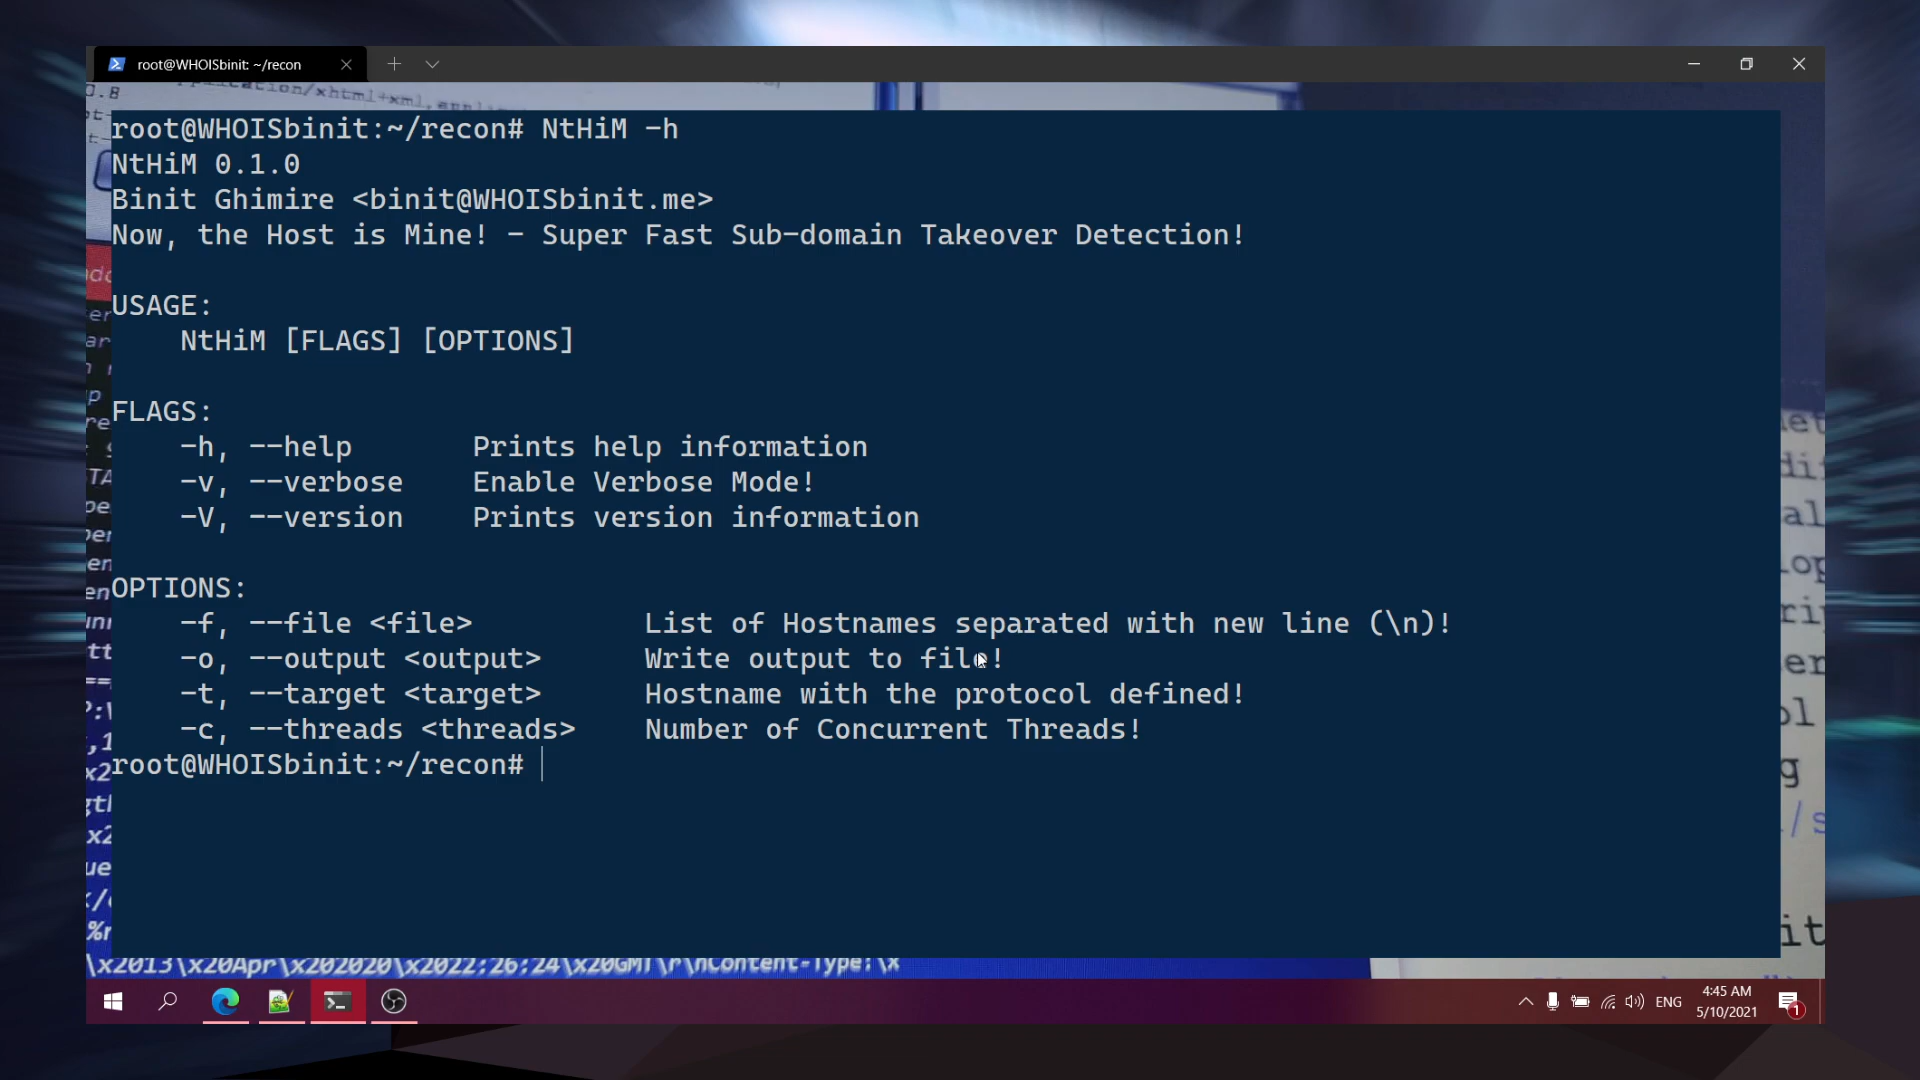 root@WHOISbinit: ~/recon
root@WHOISbinit:~/recon# NtHiM -h
NtHiM 0.1.0
Binit Ghimire <binit@WHOISbinit.me>
Now, the Host is Mine! - Super Fast Sub-domain Takeover Detection!
USAGE:
NtHiM [FLAGS] [OPTIONS]
FLAGS:
-h, --help Prints help information
-v, --verbose Enable Verbose Mode!
-V, --version Prints version information
OPTIONS:
-f, --file <file> List of Hostnames separated with new line (\n)!
-o, --output <output> Write output to file!
-t, --target <target> Hostname with the protocol defined!
-c, --threads <threads> Number of Concurrent Threads!
root@WHOISbinit:~/recon#
\x2013\x20Apr\x202020\x2022:26:24\x20GMT\r\nContent-Type:\x
ENG
4:45 AM
5/10/2021
1